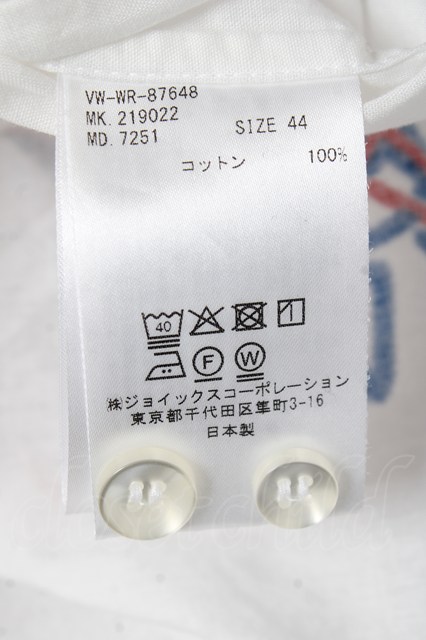 VW-WR-87648
MK. 219022
MD. 7251 SIZE 44
コットン 100%
40
F W
㈱ジョイックスコーポレーション
東京都千代田区隼町3-16
日本製